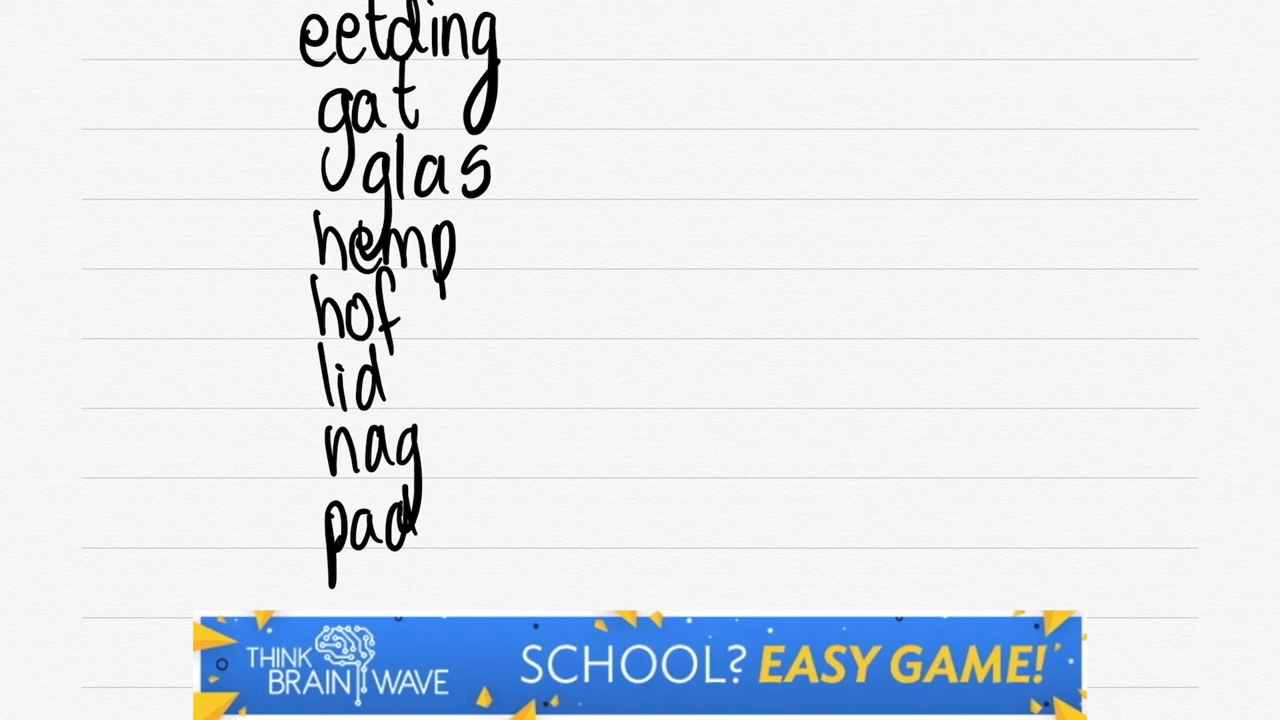 eetding
gat
glas
hemp
hof
lid
nag
pad
THINK
BRAIN WAVE
SCHOOL? EASY GAME!